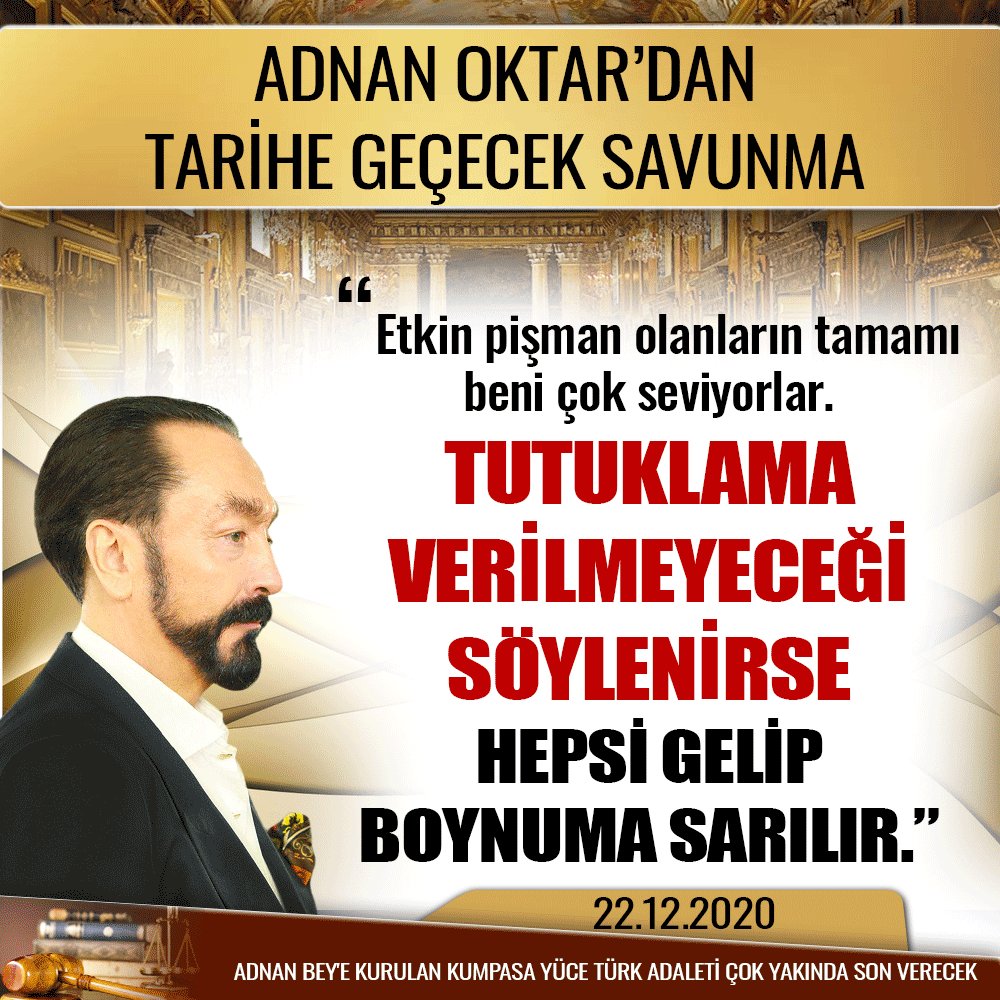 ADNAN OKTAR’DAN
TARİHE GEÇECEK SAVUNMA
“
Etkin pişman olanların tamamı
beni çok seviyorlar.
TUTUKLAMA
VERİLMEYECEĞİ
SÖYLENİRSE
HEPSİ GELİP
BOYNUMA SARILIR.”
22.12.2020
ADNAN BEY'E KURULAN KUMPASA YÜCE TÜRK ADALETİ ÇOK YAKINDA SON VERECEK